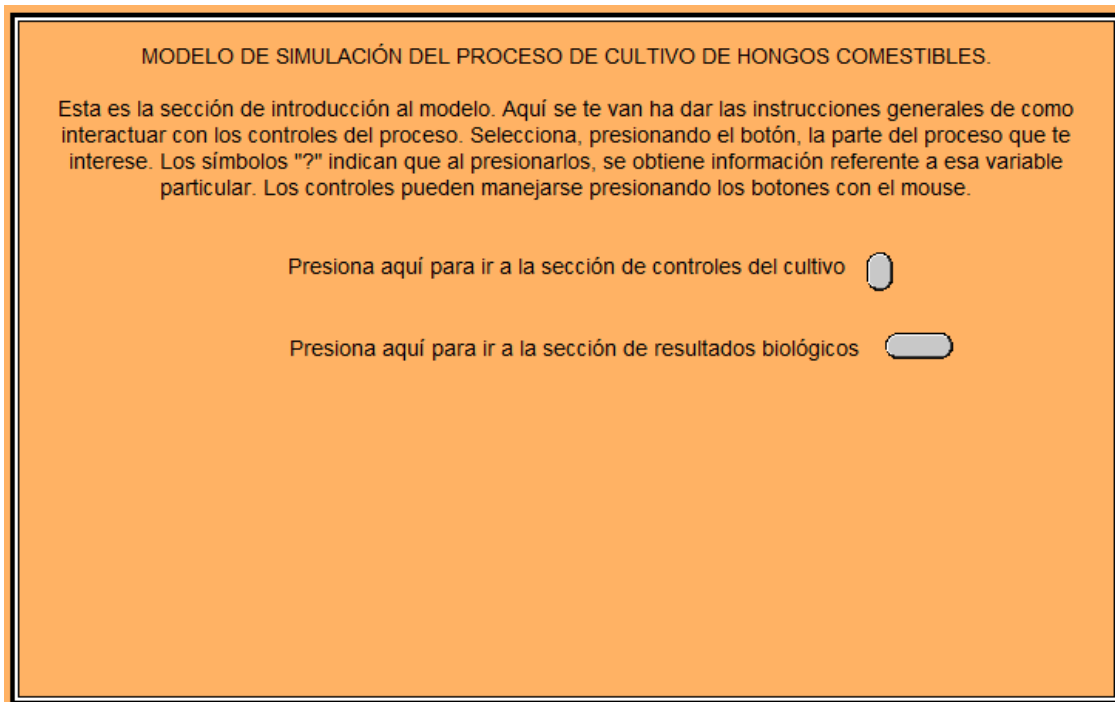 MODELO DE SIMULACIÓN DEL PROCESO DE CULTIVO DE HONGOS COMESTIBLES.
Esta es la sección de introducción al modelo. Aquí se te van ha dar las instrucciones generales de como
interactuar con los controles del proceso. Selecciona, presionando el botón, la parte del proceso que te
interese. Los símbolos "?" indican que al presionarlos, se obtiene información referente a esa variable
particular. Los controles pueden manejarse presionando los botones con el mouse.
Presiona aquí para ir a la sección de controles del cultivo
Presiona aquí para ir a la sección de resultados biológicos